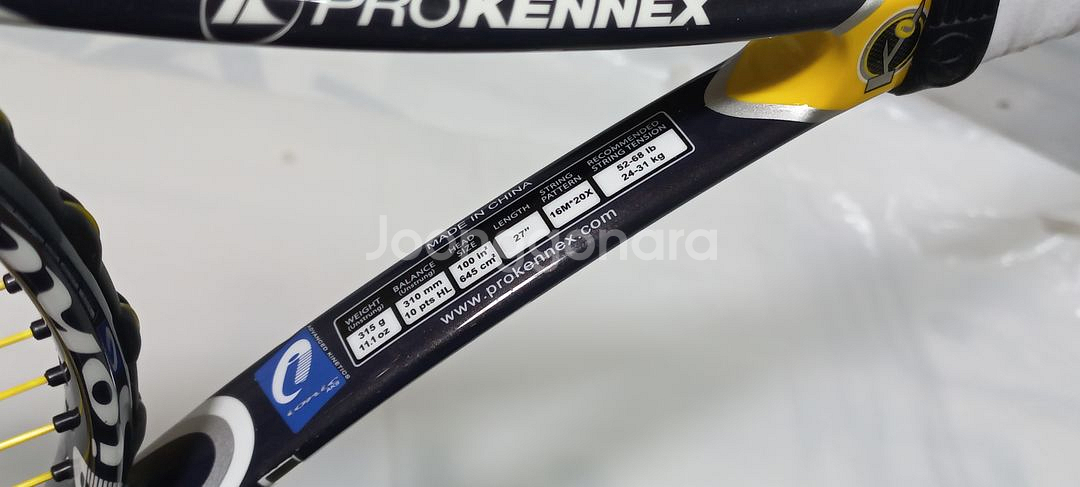 PROKENNEX
MADE IN CHINA
WEIGHT
(Unstrung)
315 g
11.1 oz
BALANCE
(Unstrung)
310 mm
10 pts HL
HEAD
SIZE
100 in²
645 cm²
LENGTH
27"
STRING
PATTERN
16M*20X
RECOMMENDED
STRING TENSION
52-68 lb
24-31 kg
www.prokennex.com
ADVANCED KINETICS
ionic